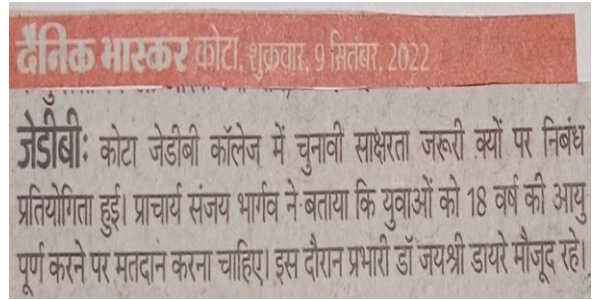 दैनिक भास्कर कोटा, शुक्रवार, 9 सितंबर, 2022
जेडीबी: कोटा जेडीबी कॉलेज में चुनावी साक्षरता जरूरी क्यों पर निबंध
प्रतियोगिता हुई। प्राचार्य संजय भार्गव ने बताया कि युवाओं को 18 वर्ष की आयु
पूर्ण करने पर मतदान करना चाहिए। इस दौरान प्रभारी डॉ जयश्री डायरे मौजूद रहे।